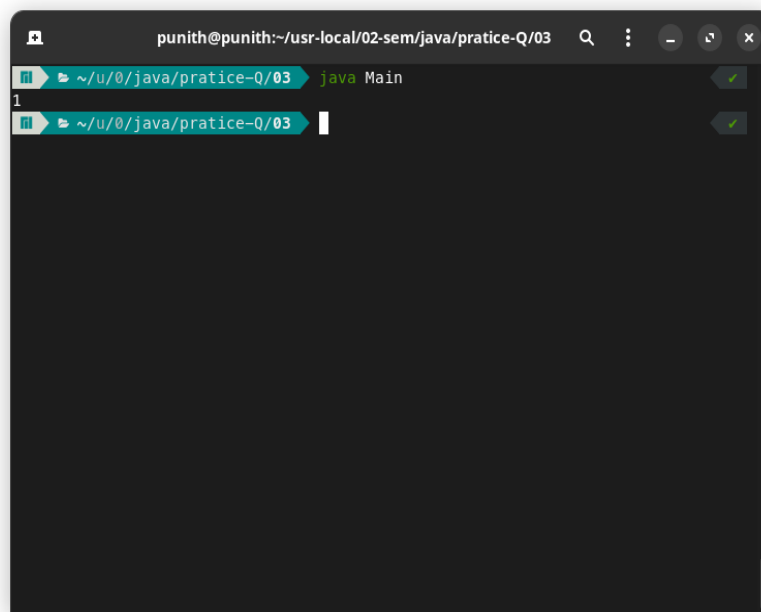 punith@punith:~/usr-local/02-sem/java/pratice-Q/03
~/u/0/java/pratice-Q/03 java Main
1
~/u/0/java/pratice-Q/03